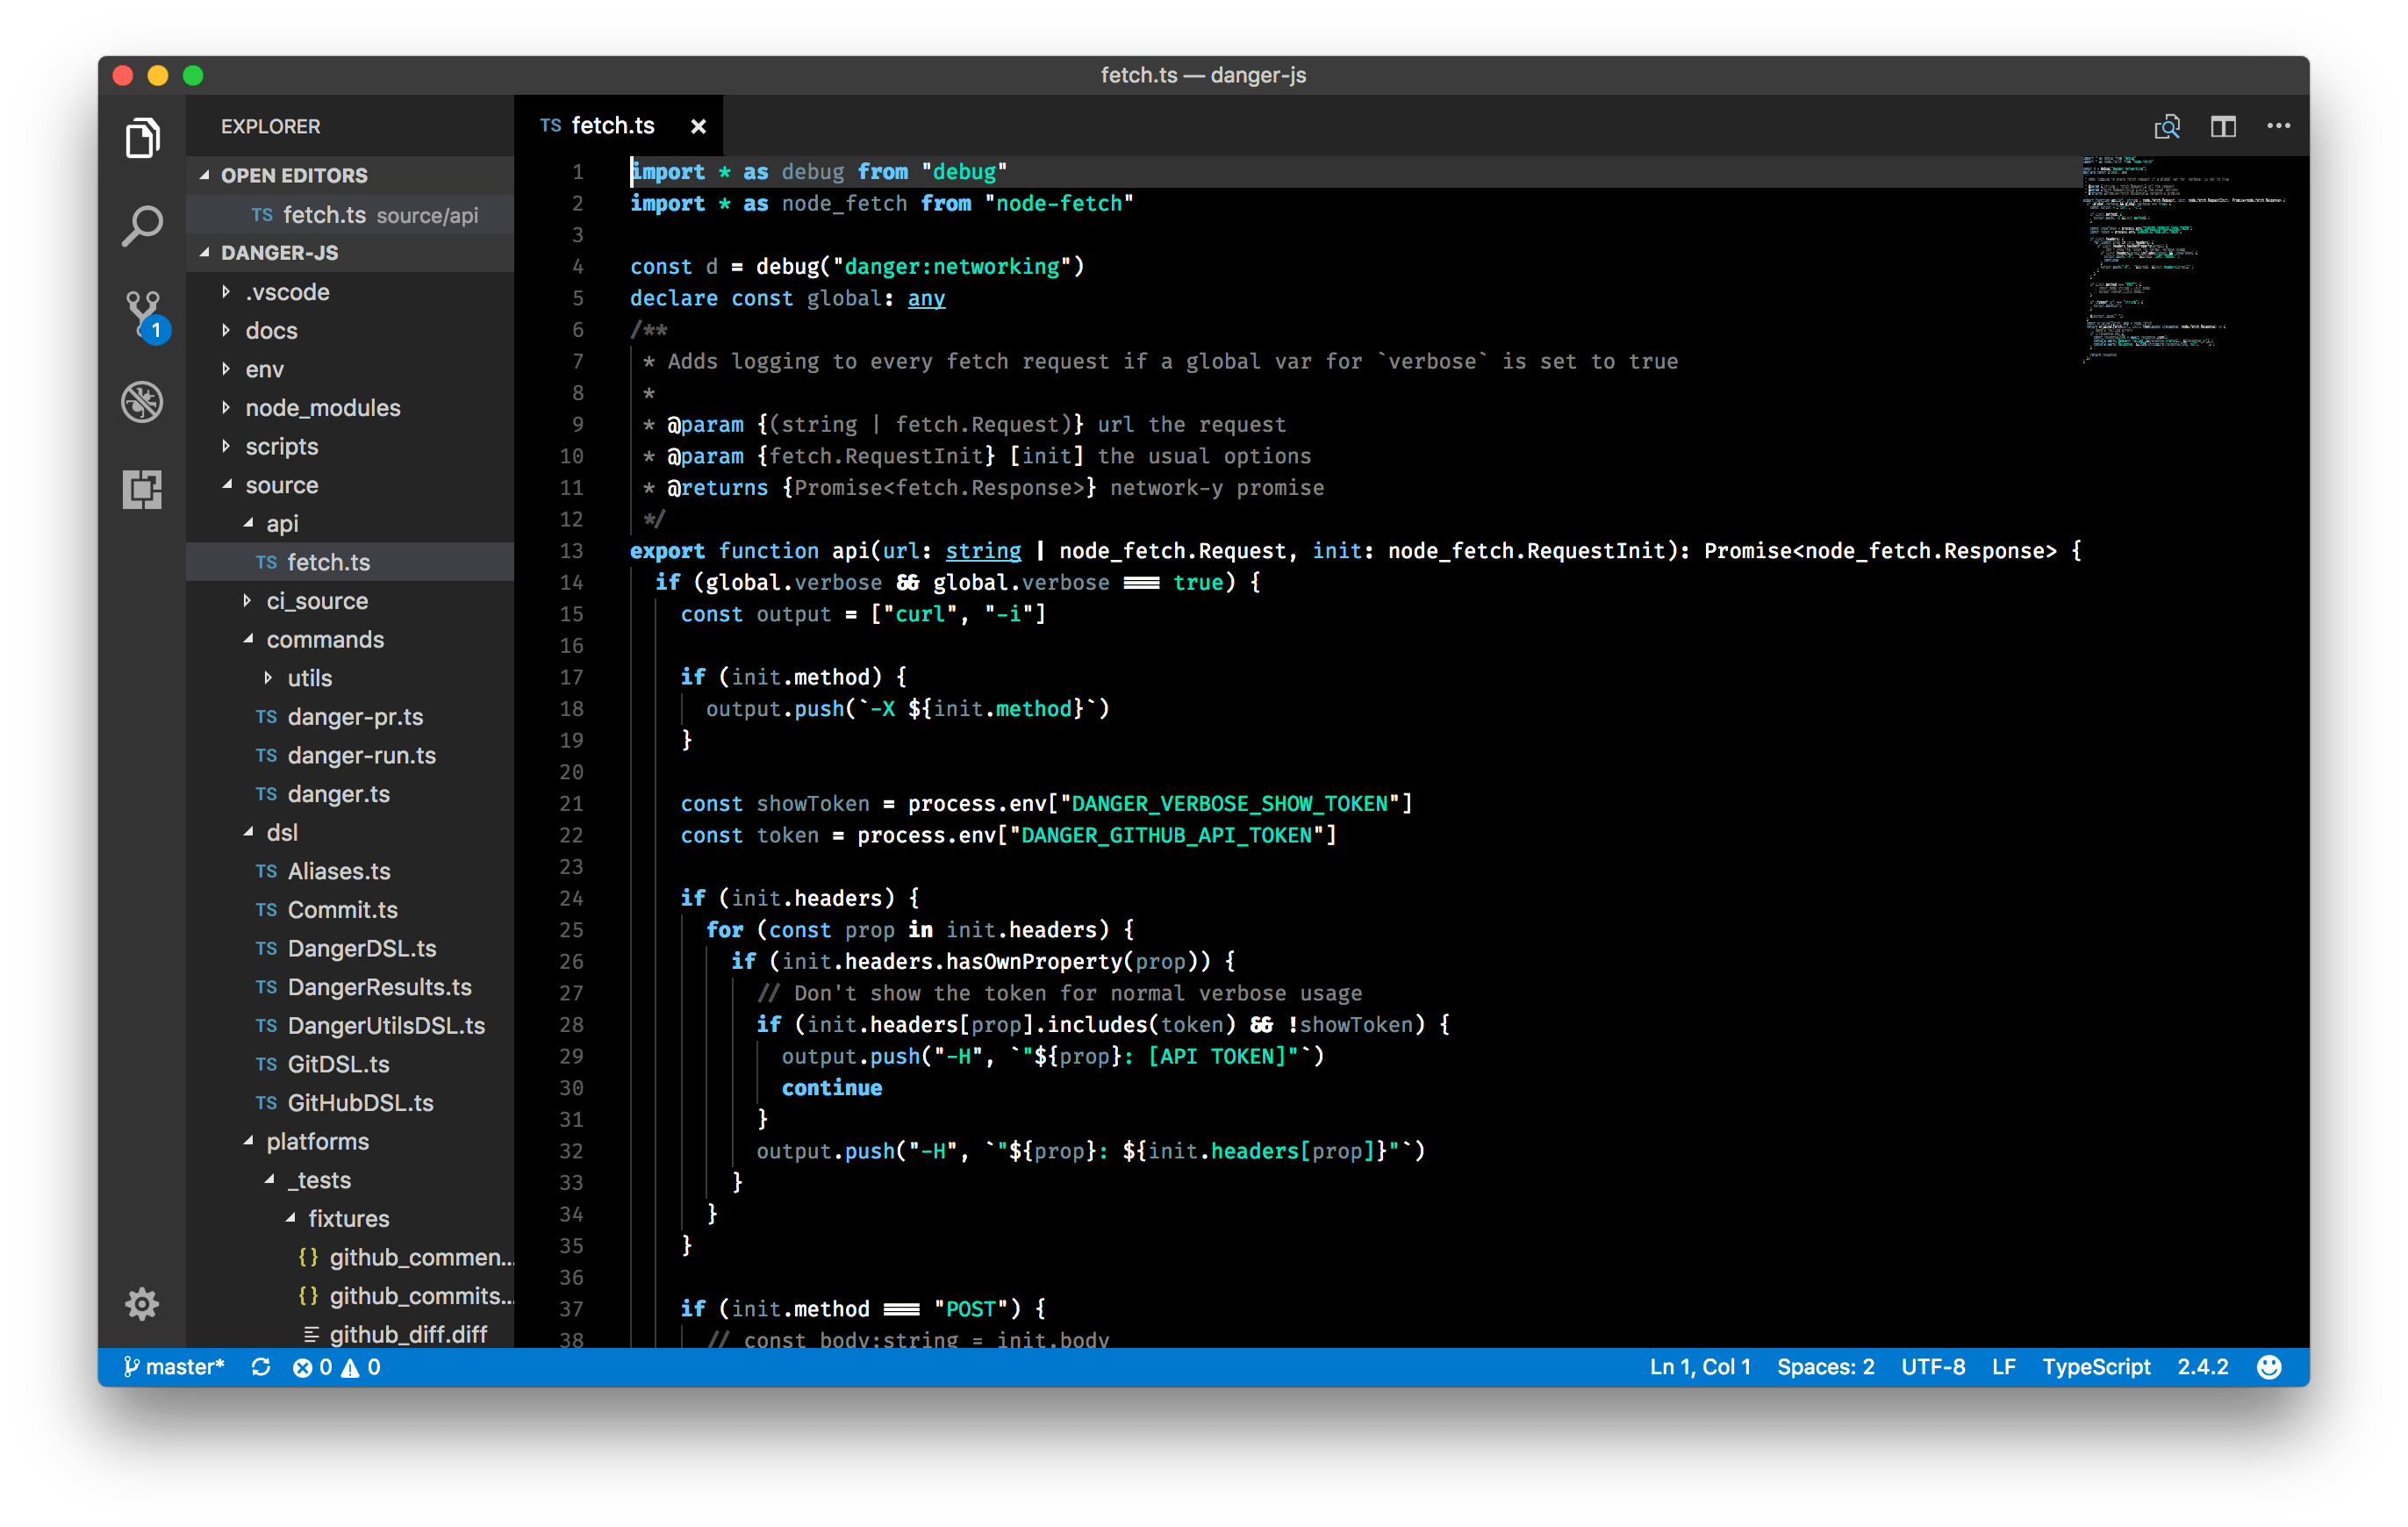 fetch.ts — danger-js
EXPLORER
OPEN EDITORS
TS fetch.ts source/api
DANGER-JS
.vscode
docs
env
node_modules
scripts
source
api
TS fetch.ts
ci_source
commands
utils
TS danger-pr.ts
TS danger-run.ts
TS danger.ts
dsl
TS Aliases.ts
TS Commit.ts
TS DangerDSL.ts
TS DangerResults.ts
TS DangerUtilsDSL.ts
TS GitDSL.ts
TS GitHubDSL.ts
platforms
_tests
fixtures
{} github_commen...
{} github_commits...
github_diff.diff
1
TS fetch.ts ×
1 import * as debug from "debug"
2 import * as node_fetch from "node-fetch"
3
4 const d = debug("danger:networking")
5 declare const global: any
6 /**
7 * Adds logging to every fetch request if a global var for `verbose` is set to true
8 *
9 * @param {(string | fetch.Request)} url the request
10 * @param {fetch.RequestInit} [init] the usual options
11 * @returns {Promise<fetch.Response>} network-y promise
12 */
13 export function api(url: string | node_fetch.Request, init: node_fetch.RequestInit): Promise<node_fetch.Response> {
14 if (global.verbose && global.verbose === true) {
15 const output = ["curl", "-i"]
16
17 if (init.method) {
18 output.push(`-X ${init.method}`)
19 }
20
21 const showToken = process.env["DANGER_VERBOSE_SHOW_TOKEN"]
22 const token = process.env["DANGER_GITHUB_API_TOKEN"]
23
24 if (init.headers) {
25 for (const prop in init.headers) {
26 if (init.headers.hasOwnProperty(prop)) {
27 // Don't show the token for normal verbose usage
28 if (init.headers[prop].includes(token) && !showToken) {
29 output.push("-H", `"${prop}: [API TOKEN]"`)
30 continue
31 }
32 output.push("-H", `"${prop}: ${init.headers[prop]}"`)
33 }
34 }
35 }
36
37 if (init.method === "POST") {
38 // const body:string = init.body
master* 0 0 Ln 1, Col 1 Spaces: 2 UTF-8 LF TypeScript 2.4.2